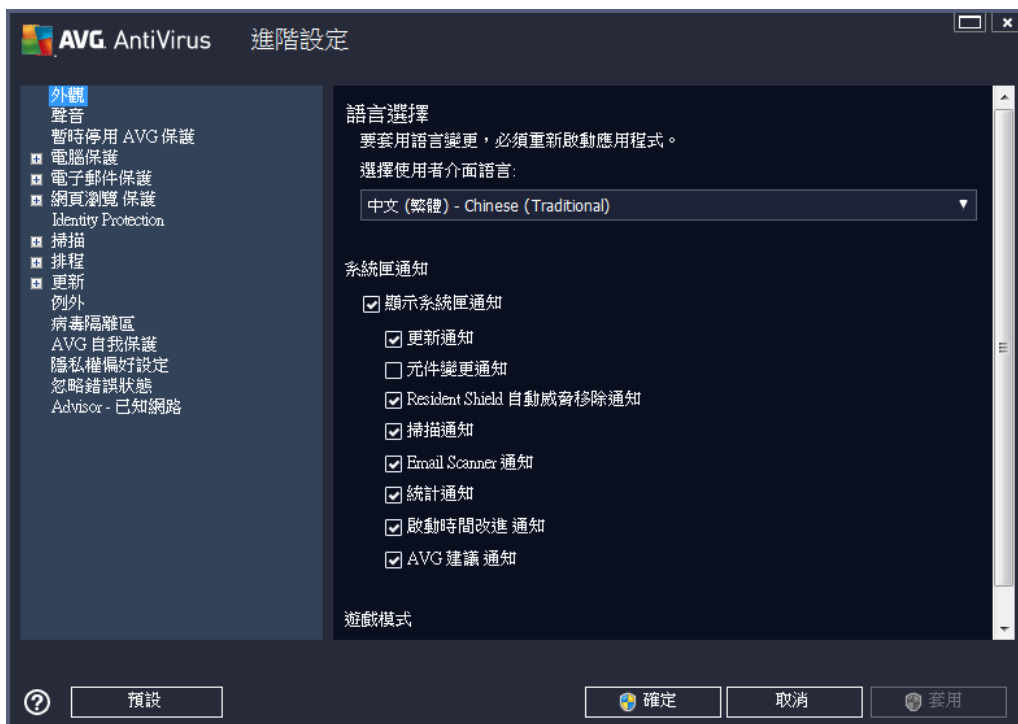 AVG AntiVirus 進階設定
外觀
聲音
暫時停用 AVG 保護
電腦保護
電子郵件保護
網頁瀏覽 保護
Identity Protection
掃描
排程
更新
例外
病毒隔離區
AVG 自我保護
隱私權偏好設定
忽略錯誤狀態
Advisor - 已知網路
語言選擇
要套用語言變更，必須重新啟動應用程式。
選擇使用者介面語言:
中文 (繁體) - Chinese (Traditional)
系統匣通知
顯示系統匣通知
更新通知
元件變更通知
Resident Shield 自動威脅移除通知
掃描通知
Email Scanner 通知
統計通知
啟動時間改進 通知
AVG 建議 通知
遊戲模式
預設 確定 取消 套用